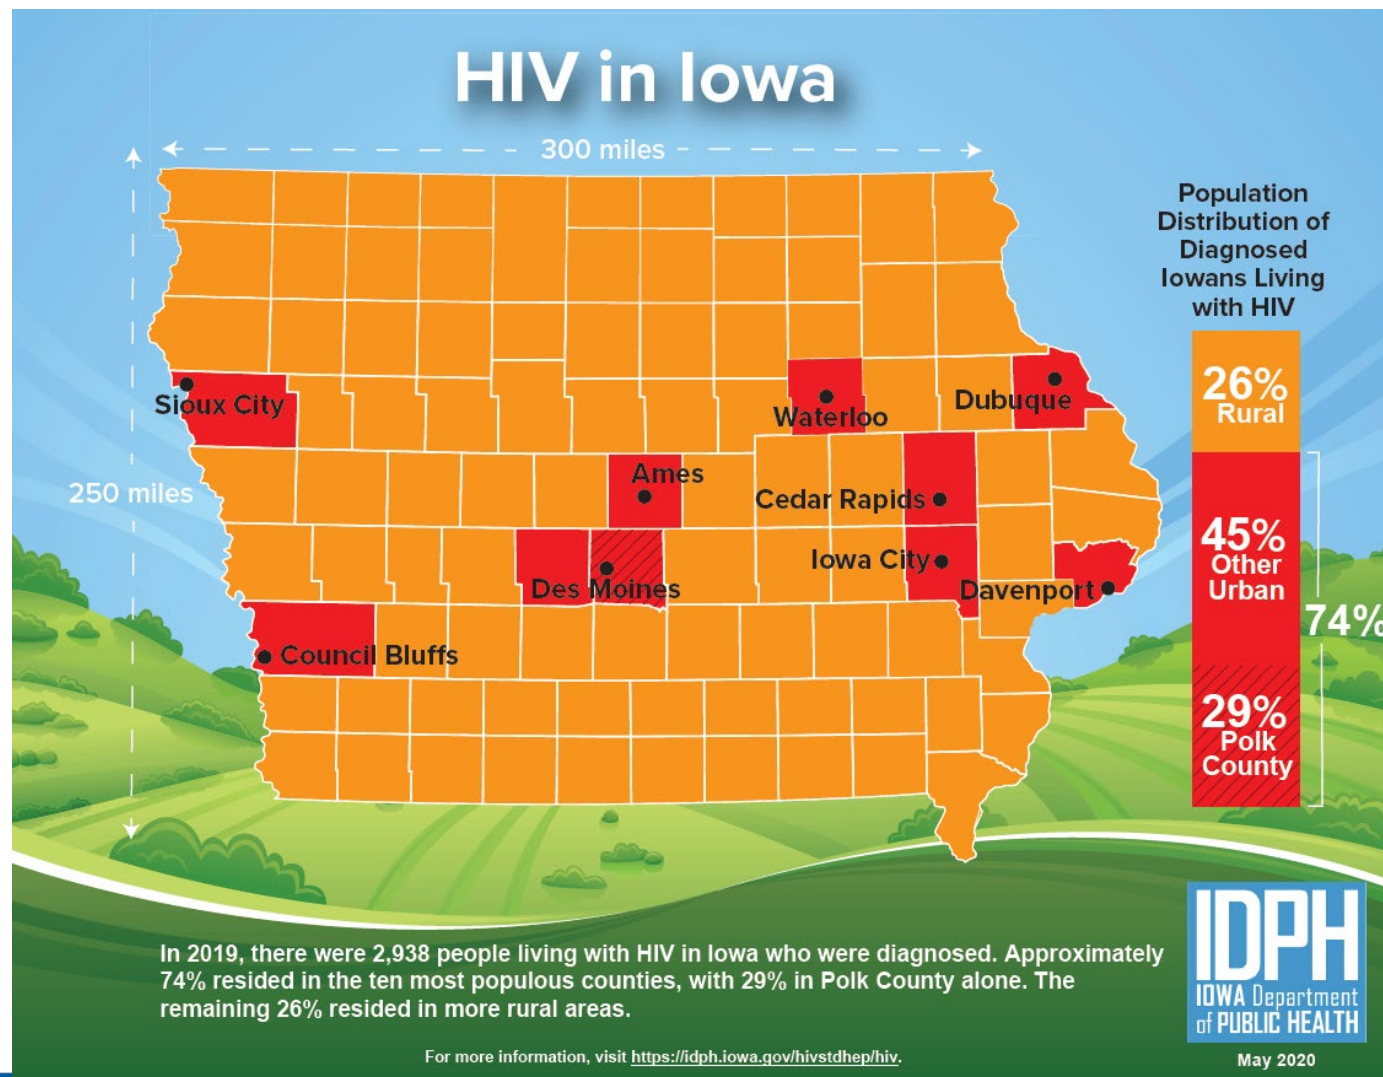 HIV in Iowa
300 miles
250 miles
Sioux City
Waterloo
Dubuque
Ames
Cedar Rapids
Iowa City
Des Moines
Davenport
Council Bluffs
Population
Distribution of
Diagnosed
Iowans Living
with HIV
26%
Rural
45%
Other
Urban
74%
29%
Polk
County
In 2019, there were 2,938 people living with HIV in Iowa who were diagnosed. Approximately
74% resided in the ten most populous counties, with 29% in Polk County alone. The
remaining 26% resided in more rural areas.
For more information, visit https://idph.iowa.gov/hivstdhep/hiv.
IDPH
IOWA Department
of PUBLIC HEALTH
May 2020